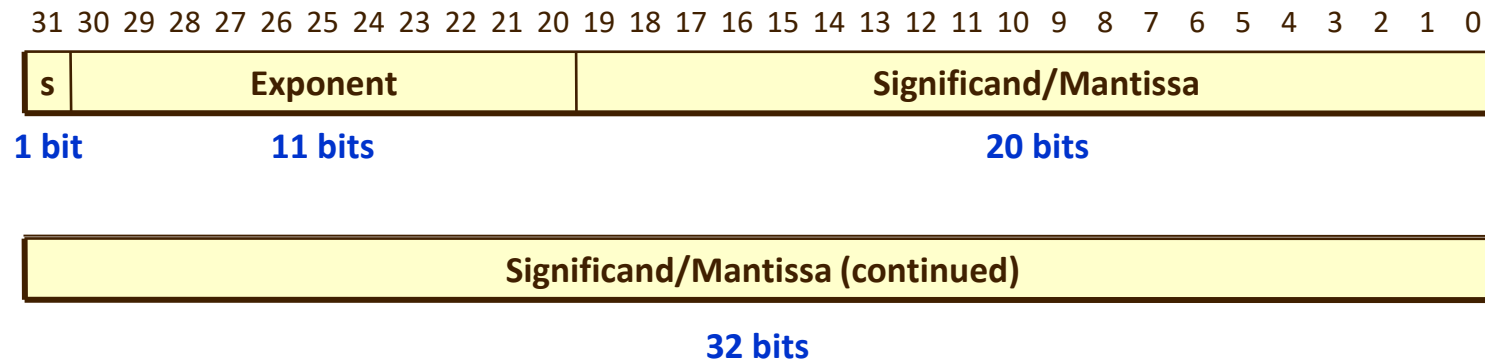 31 30 29 28 27 26 25 24 23 22 21 20 19 18 17 16 15 14 13 12 11 10 9 8 7 6 5 4 3 2 1 0
s Exponent Significand/Mantissa
1 bit 11 bits 20 bits
Significand/Mantissa (continued)
32 bits